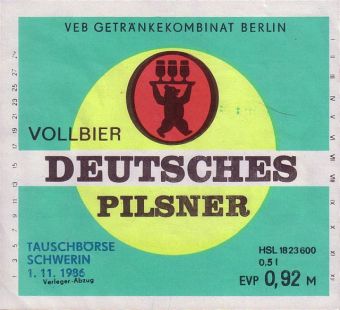 VEB GETRÄNKEKOMBINAT BERLIN
VOLLBIER
DEUTSCHES
PILSNER
TAUSCHBÖRSE
SCHWERIN
1. 11. 1986
Verleger-Abzug
HSL 1823600
0,5 l
EVP 0,92 M